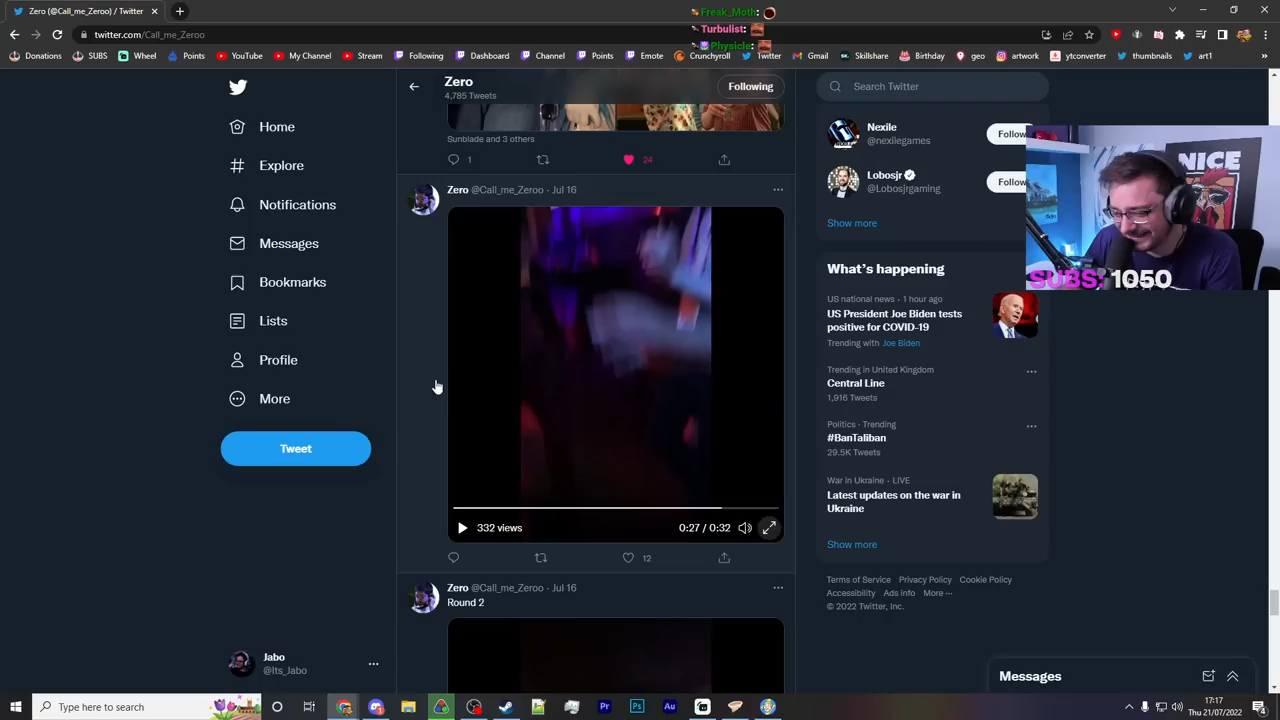 Zero (@Call_me_Zeroo) / Twitter
Freak_Moth:
Turbulist:
Physicle:
twitter.com/Call_me_Zeroo
Donations
SUBS
Wheel
Points
YouTube
My Channel
Stream
Following
Dashboard
Channel
Points
Emote
Crunchyroll
Birthday
geo
artwork
ytconverter
Twitter
Gmail
Skillshare
thumbnails
art1
Home
Explore
Notifications
Messages
Bookmarks
Lists
Profile
More
Tweet
Jabo
@Its_Jabo
Zero
4,785 Tweets
Following
Sunblade and 3 others
1
24
Zero @Call_me_Zeroo · Jul 16
332 views
0:27 / 0:32
12
Zero @Call_me_Zeroo · Jul 16
Round 2
Search Twitter
Nexile
@nexilegames
Follow
Lobosjr
@Lobosjrgaming
Follow
Show more
NICE
SUBS: 1050
What's happening
US national news · 1 hour ago
US President Joe Biden tests
positive for COVID-19
Trending with Joe Biden
Trending in United Kingdom
Central Line
1,916 Tweets
Politics · Trending
#BanTaliban
29.5K Tweets
War in Ukraine · LIVE
Latest updates on the war in
Ukraine
Show more
Terms of Service Privacy Policy Cookie Policy
Accessibility Ads info More ···
© 2022 Twitter, Inc.
Messages
Type here to search
Pr
Ps
Au
17:17
Thu 21/07/2022